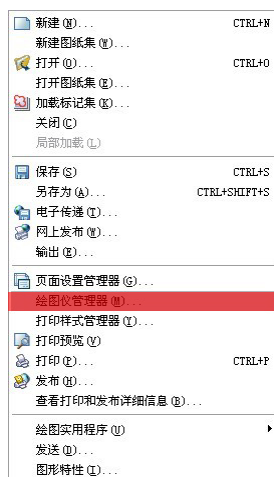 新建(N)... CTRL+N
新建图纸集(W)...
打开(O)... CTRL+O
打开图纸集(E)...
加载标记集(K)...
关闭(C)
局部加载(L)
保存(S) CTRL+S
另存为(A)... CTRL+SHIFT+S
电子传递(T)...
网上发布(W)...
输出(E)...
页面设置管理器(G)...
绘图仪管理器(M)...
打印样式管理器(Y)...
打印预览(V)
打印(P)... CTRL+P
发布(H)...
查看打印和发布详细信息(B)...
绘图实用程序(U)
发送(D)...
图形特性(I)...